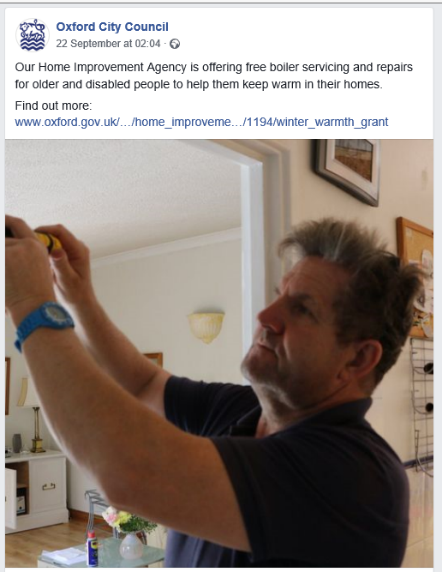 Oxford City Council
22 September at 02:04 ·
Our Home Improvement Agency is offering free boiler servicing and repairs
for older and disabled people to help them keep warm in their homes.
Find out more:
www.oxford.gov.uk/.../home_improveme.../1194/winter_warmth_grant